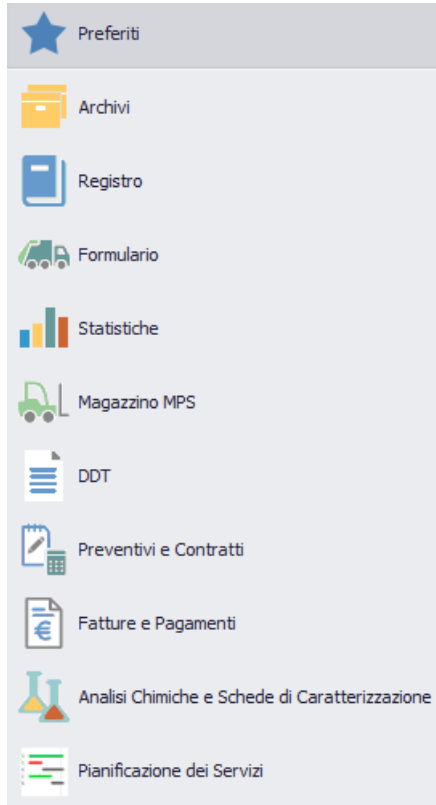 Preferiti
Archivi
Registro
Formulario
Statistiche
Magazzino MPS
DDT
Preventivi e Contratti
Fatture e Pagamenti
Analisi Chimiche e Schede di Caratterizzazione
Pianificazione dei Servizi